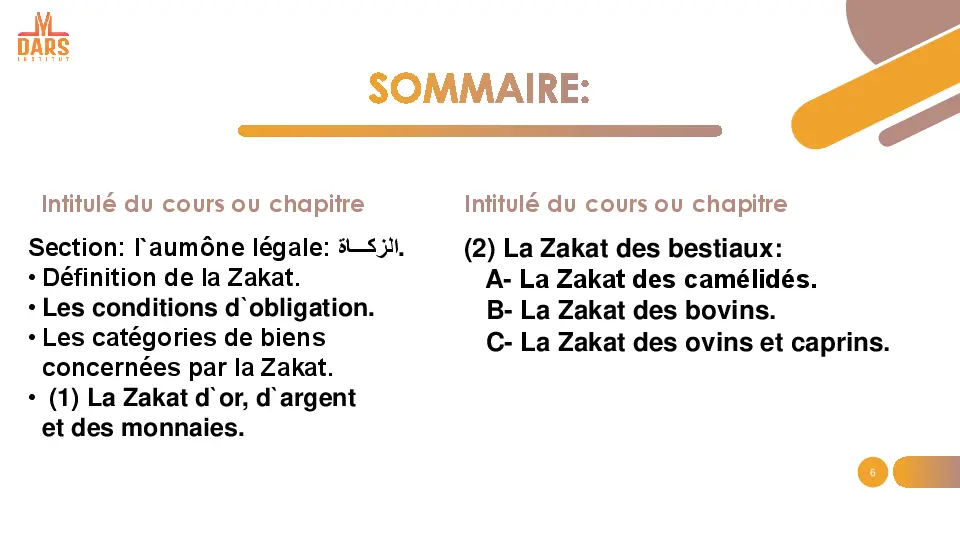 DARS
INSTITUT
SOMMAIRE:
Intitulé du cours ou chapitre
Section: l`aumône légale: الزكـــاة.
• Définition de la Zakat.
• Les conditions d`obligation.
• Les catégories de biens
concernées par la Zakat.
• (1) La Zakat d`or, d`argent
et des monnaies.
Intitulé du cours ou chapitre
(2) La Zakat des bestiaux:
A- La Zakat des camélidés.
B- La Zakat des bovins.
C- La Zakat des ovins et caprins.
6